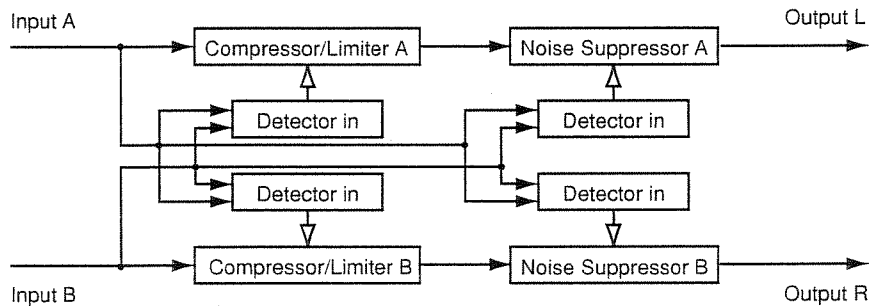 Input A
Output L
Compressor/Limiter A
Noise Suppressor A
Detector in
Detector in
Detector in
Detector in
Compressor/Limiter B
Noise Suppressor B
Input B
Output R